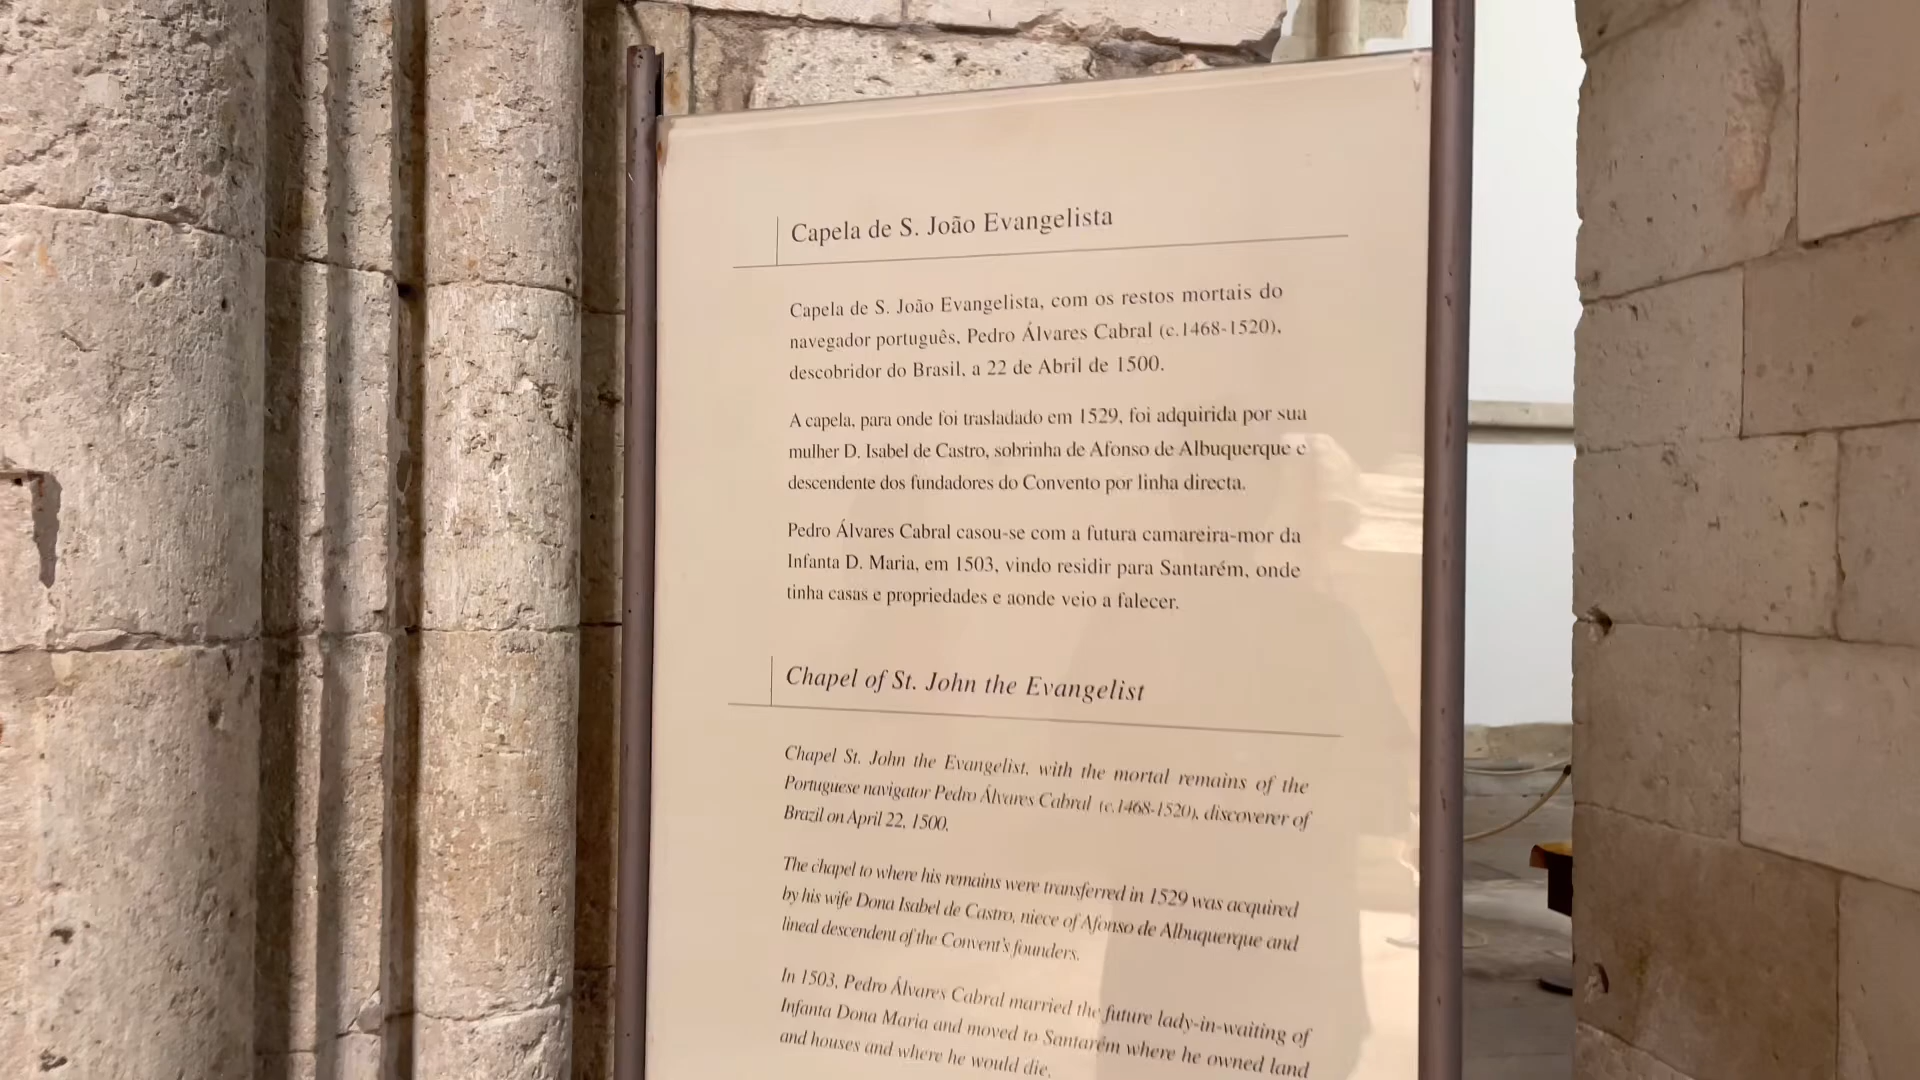 Capela de S. João Evangelista
Capela de S. João Evangelista, com os restos mortais do
navegador português, Pedro Álvares Cabral (c.1468-1520),
descobridor do Brasil, a 22 de Abril de 1500.
A capela, para onde foi trasladado em 1529, foi adquirida por sua
mulher D. Isabel de Castro, sobrinha de Afonso de Albuquerque e
descendente dos fundadores do Convento por linha directa.
Pedro Álvares Cabral casou-se com a futura camareira-mor da
Infanta D. Maria, em 1503, vindo residir para Santarém, onde
tinha casas e propriedades e aonde veio a falecer.
Chapel of St. John the Evangelist
Chapel St. John the Evangelist, with the mortal remains of the
Portuguese navigator Pedro Álvares Cabral (c.1468-1520), discoverer of
Brazil on April 22, 1500.
The chapel to where his remains were transferred in 1529 was acquired
by his wife Dona Isabel de Castro, niece of Afonso de Albuquerque and
lineal descendent of the Convent's founders.
In 1503, Pedro Álvares Cabral married the future lady-in-waiting of
Infanta Dona Maria and moved to Santarém where he owned land
and houses and where he would die.